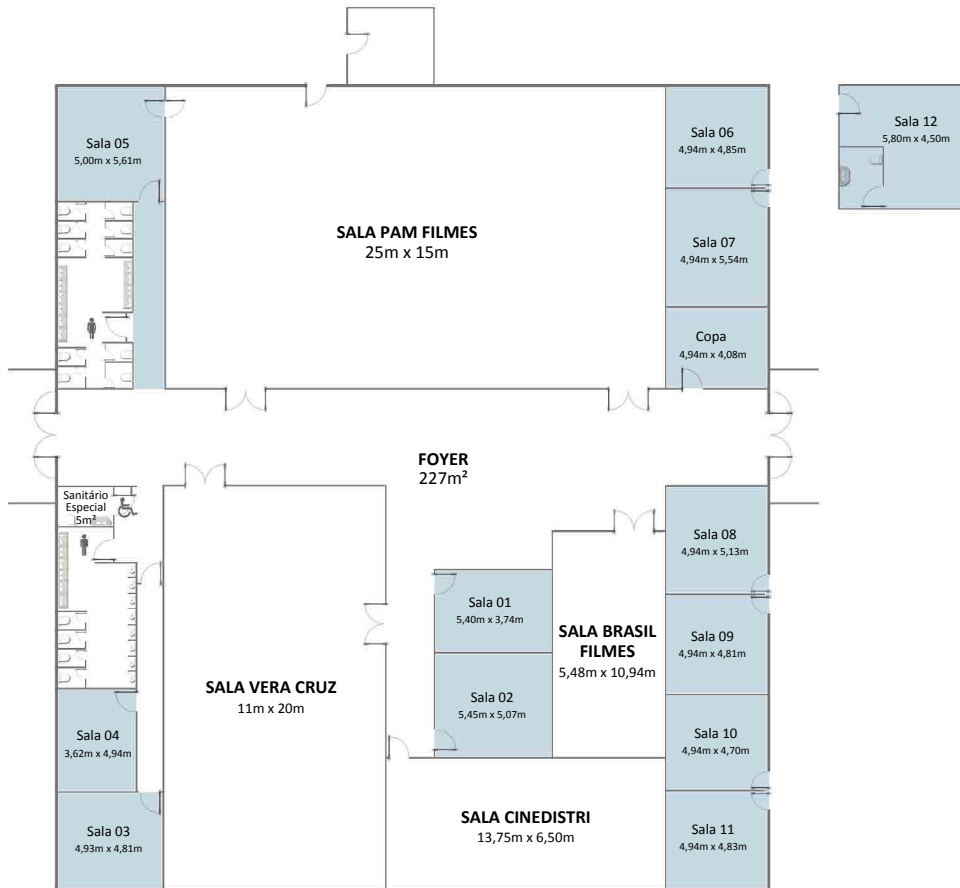 Sala 05
5,00m x 5,61m
SALA PAM FILMES
25m x 15m
Sala 06
4,94m x 4,85m
Sala 12
5,80m x 4,50m
Sala 07
4,94m x 5,54m
Copa
4,94m x 4,08m
FOYER
227m²
Sanitário
Especial
5m²
Sala 08
4,94m x 5,13m
Sala 01
5,40m x 3,74m
SALA BRASIL
FILMES
5,48m x 10,94m
Sala 09
4,94m x 4,81m
SALA VERA CRUZ
11m x 20m
Sala 02
5,45m x 5,07m
Sala 04
3,62m x 4,94m
Sala 10
4,94m x 4,70m
SALA CINEDISTRI
13,75m x 6,50m
Sala 03
4,93m x 4,81m
Sala 11
4,94m x 4,83m